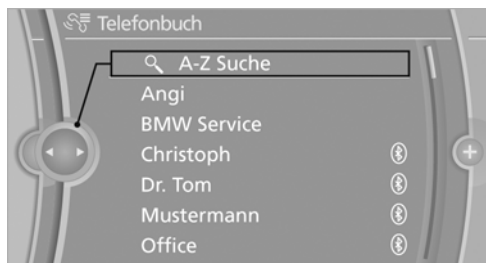 Telefonbuch
A-Z Suche
Angi
BMW Service
Christoph
Dr. Tom
Mustermann
Office